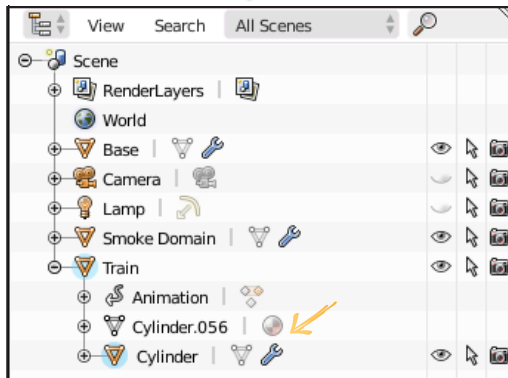 View Search All Scenes
Scene
RenderLayers
World
Base
Camera
Lamp
Smoke Domain
Train
Animation
Cylinder.056
Cylinder